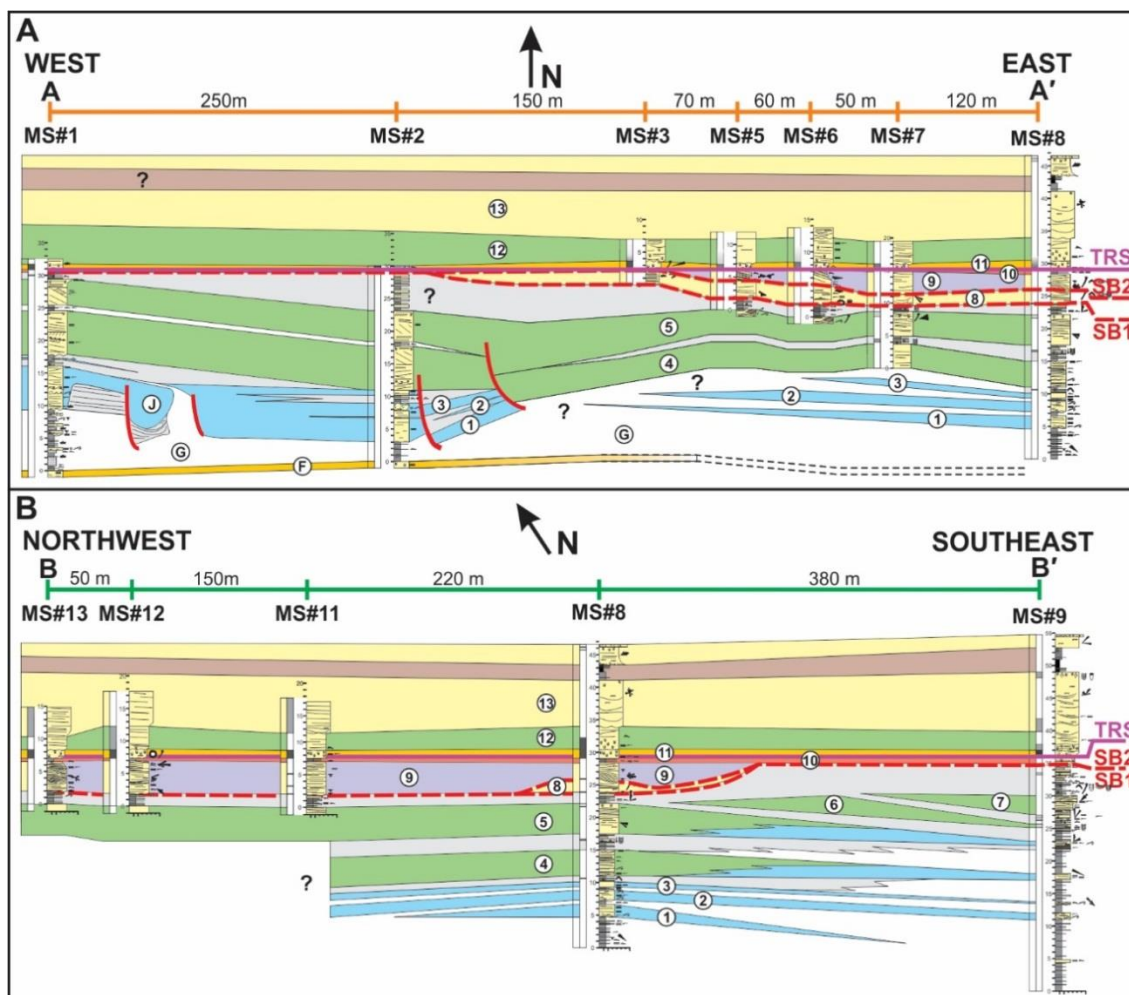 A
WEST
EAST
N
A
A′
250m
150 m
70 m
60 m
50 m
120 m
MS#1
MS#2
MS#3
MS#5
MS#6
MS#7
MS#8
?
13
12
11
10
TRS
9
SB2
8
SB1
?
5
4
?
3
3
2
2
1
1
?
J
G
G
F
B
NORTHWEST
SOUTHEAST
N
B
B′
50 m
150m
220 m
380 m
MS#13
MS#12
MS#11
MS#8
MS#9
13
12
TRS
11
10
SB2
9
9
SB1
8
6
7
5
4
?
3
2
1